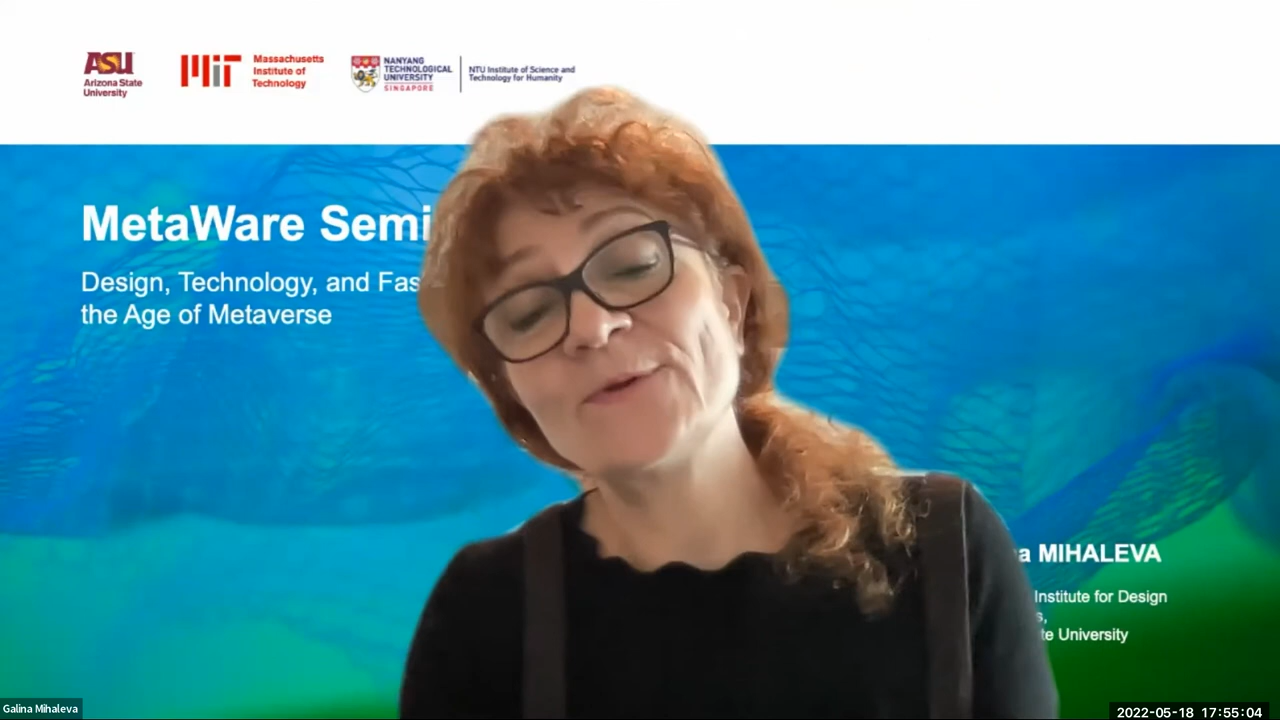 ASU
Arizona State
University
MIT
Massachusetts
Institute of
Technology
NANYANG
TECHNOLOGICAL
UNIVERSITY
SINGAPORE
NTU Institute of Science and
Technology for Humanity
MetaWare Semi
Design, Technology, and Fas
the Age of Metaverse
a MIHALEVA
Institute for Design
s,
te University
Galina Mihaleva
2022-05-18 17:55:04